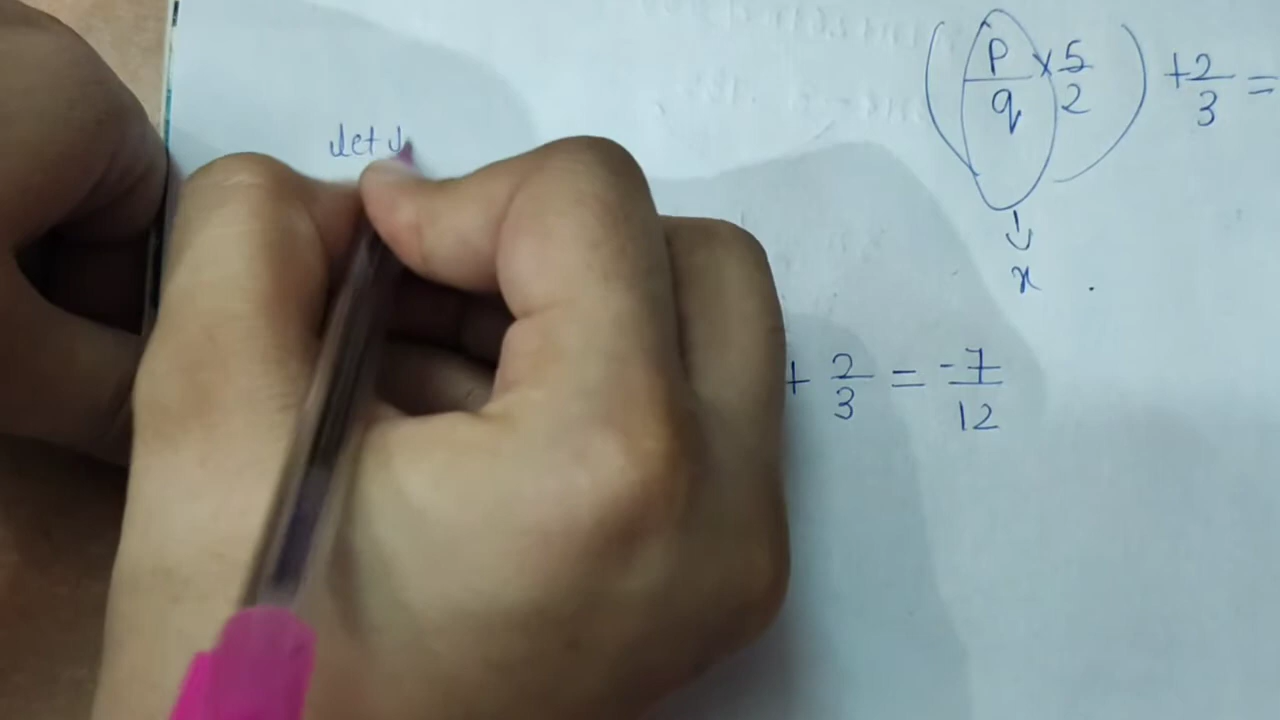 (p/q × 5/2) + 2/3 =
↓
x .
let
+ 2/3 = -7/12